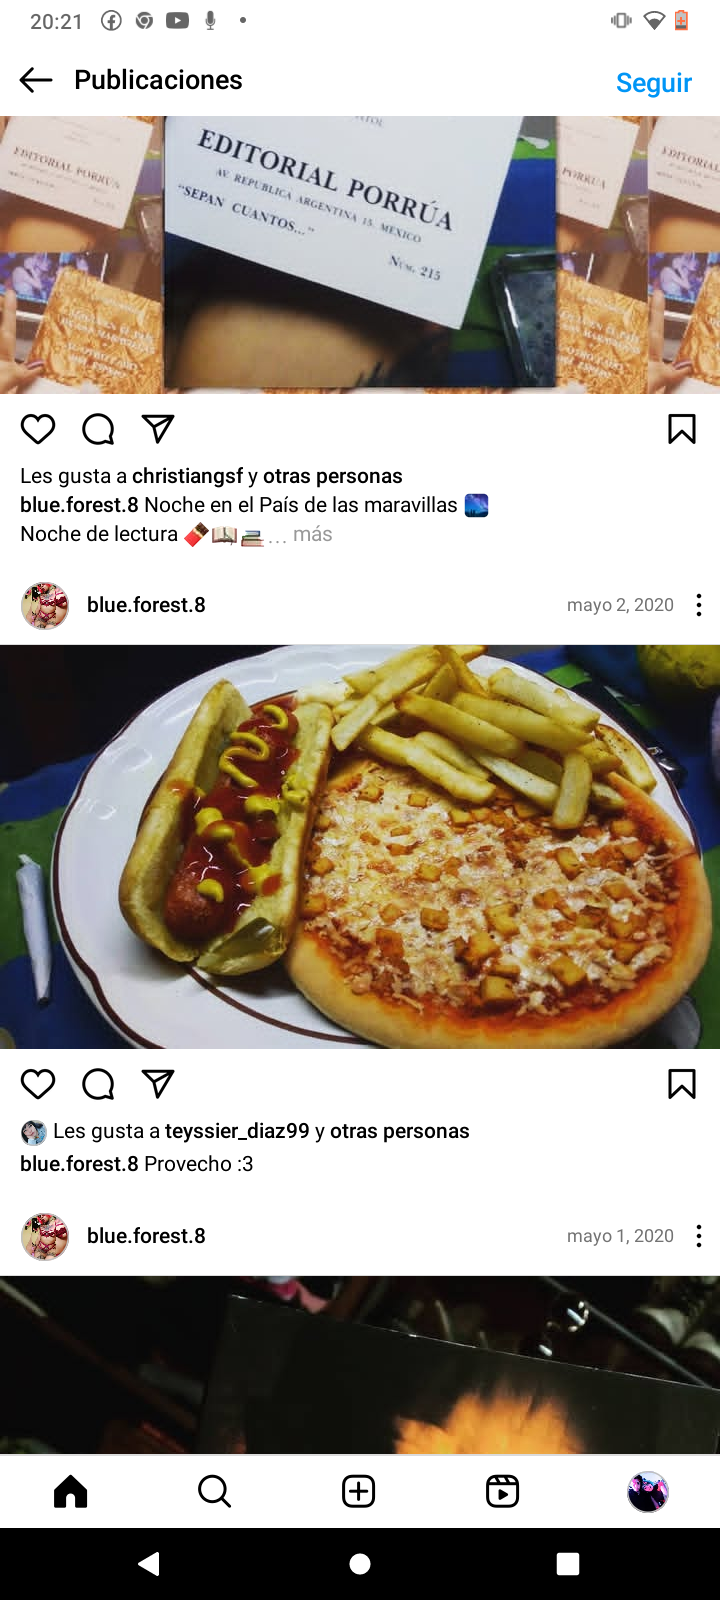 20:21
Publicaciones
Seguir
EDITORIAL PORRÚA
AV. REPÚBLICA ARGENTINA 15. MÉXICO
"SEPAN CUANTOS..."
NÚM. 215
EDITORIAL PORRÚA
PORRÚA
EDITORIAL
Les gusta a christiangsf y otras personas
blue.forest.8 Noche en el País de las maravillas 🌌
Noche de lectura 🍫📖📚... más
blue.forest.8
mayo 2, 2020
Les gusta a teyssier_diaz99 y otras personas
blue.forest.8 Provecho :3
blue.forest.8
mayo 1, 2020